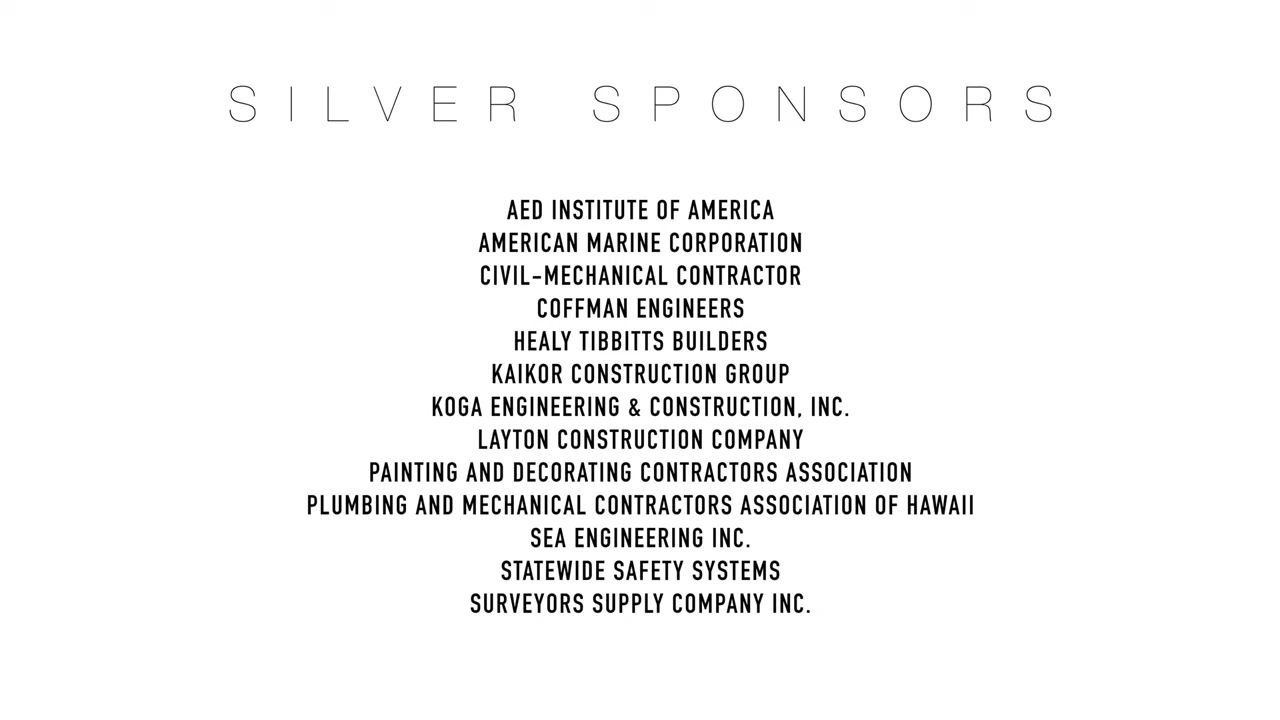 SILVER SPONSORS
AED INSTITUTE OF AMERICA
AMERICAN MARINE CORPORATION
CIVIL-MECHANICAL CONTRACTOR
COFFMAN ENGINEERS
HEALY TIBBITTS BUILDERS
KAIKOR CONSTRUCTION GROUP
KOGA ENGINEERING & CONSTRUCTION, INC.
LAYTON CONSTRUCTION COMPANY
PAINTING AND DECORATING CONTRACTORS ASSOCIATION
PLUMBING AND MECHANICAL CONTRACTORS ASSOCIATION OF HAWAII
SEA ENGINEERING INC.
STATEWIDE SAFETY SYSTEMS
SURVEYORS SUPPLY COMPANY INC.